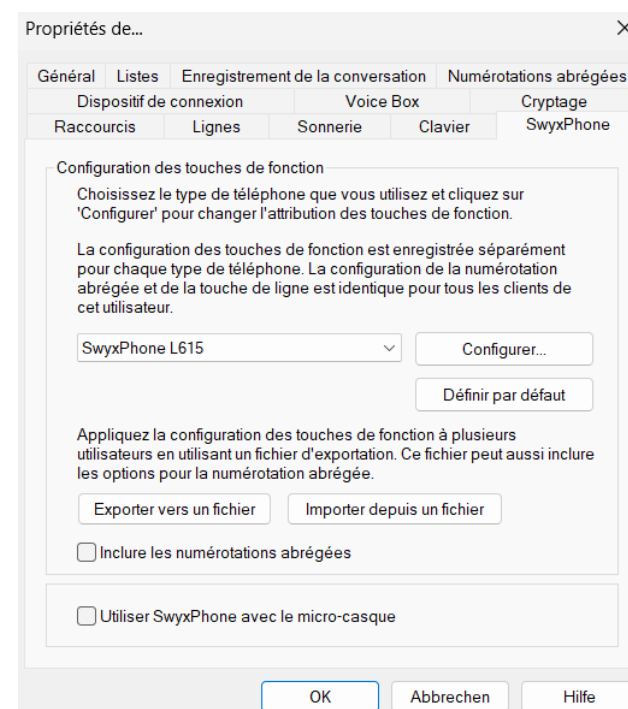 Propriétés de...
Général Listes Enregistrement de la conversation Numérotations abrégées
Dispositif de connexion Voice Box Cryptage
Raccourcis Lignes Sonnerie Clavier SwyxPhone
Configuration des touches de fonction
Choisissez le type de téléphone que vous utilisez et cliquez sur
'Configurer' pour changer l'attribution des touches de fonction.
La configuration des touches de fonction est enregistrée séparément
pour chaque type de téléphone. La configuration de la numérotation
abrégée et de la touche de ligne est identique pour tous les clients de
cet utilisateur.
SwyxPhone L615 Configurer...
Définir par défaut
Appliquez la configuration des touches de fonction à plusieurs
utilisateurs en utilisant un fichier d'exportation. Ce fichier peut aussi inclure
les options pour la numérotation abrégée.
Exporter vers un fichier Importer depuis un fichier
Inclure les numérotations abrégées
Utiliser SwyxPhone avec le micro-casque
OK Abbrechen Hilfe